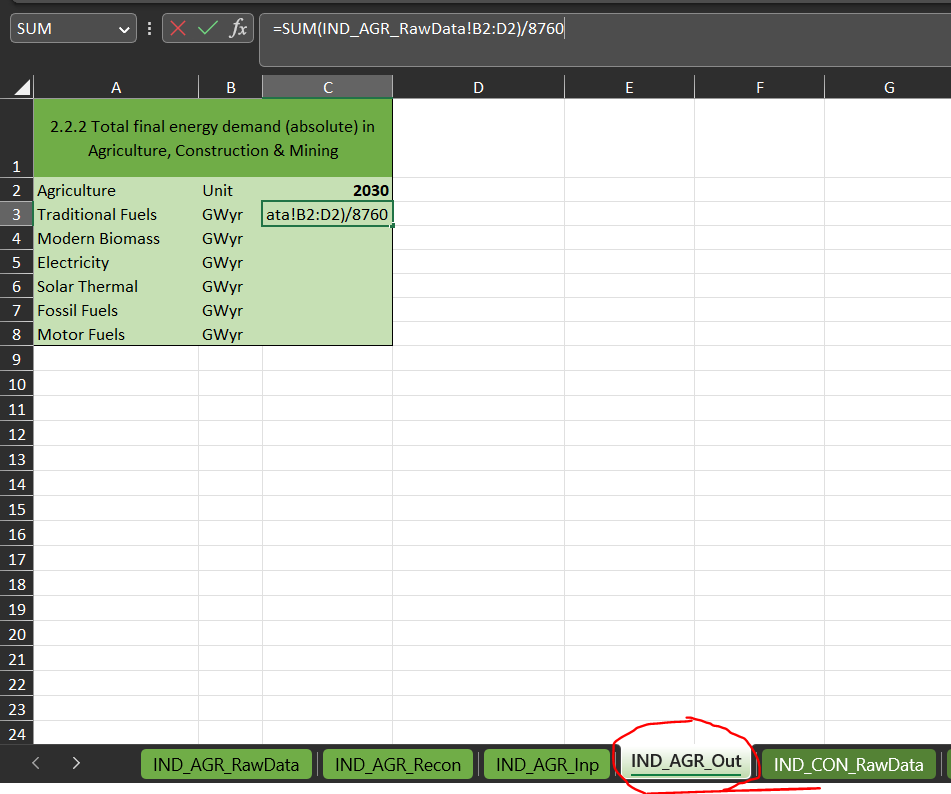 SUM
fx
=SUM(IND_AGR_RawData!B2:D2)/8760
A B C D E F G
1 2.2.2 Total final energy demand (absolute) in
Agriculture, Construction & Mining
2 Agriculture Unit 2030
3 Traditional Fuels GWyr ata!B2:D2)/8760
4 Modern Biomass GWyr
5 Electricity GWyr
6 Solar Thermal GWyr
7 Fossil Fuels GWyr
8 Motor Fuels GWyr
9
10
11
12
13
14
15
16
17
18
19
20
21
22
23
24
IND_AGR_RawData IND_AGR_Recon IND_AGR_Inp IND_AGR_Out IND_CON_RawData